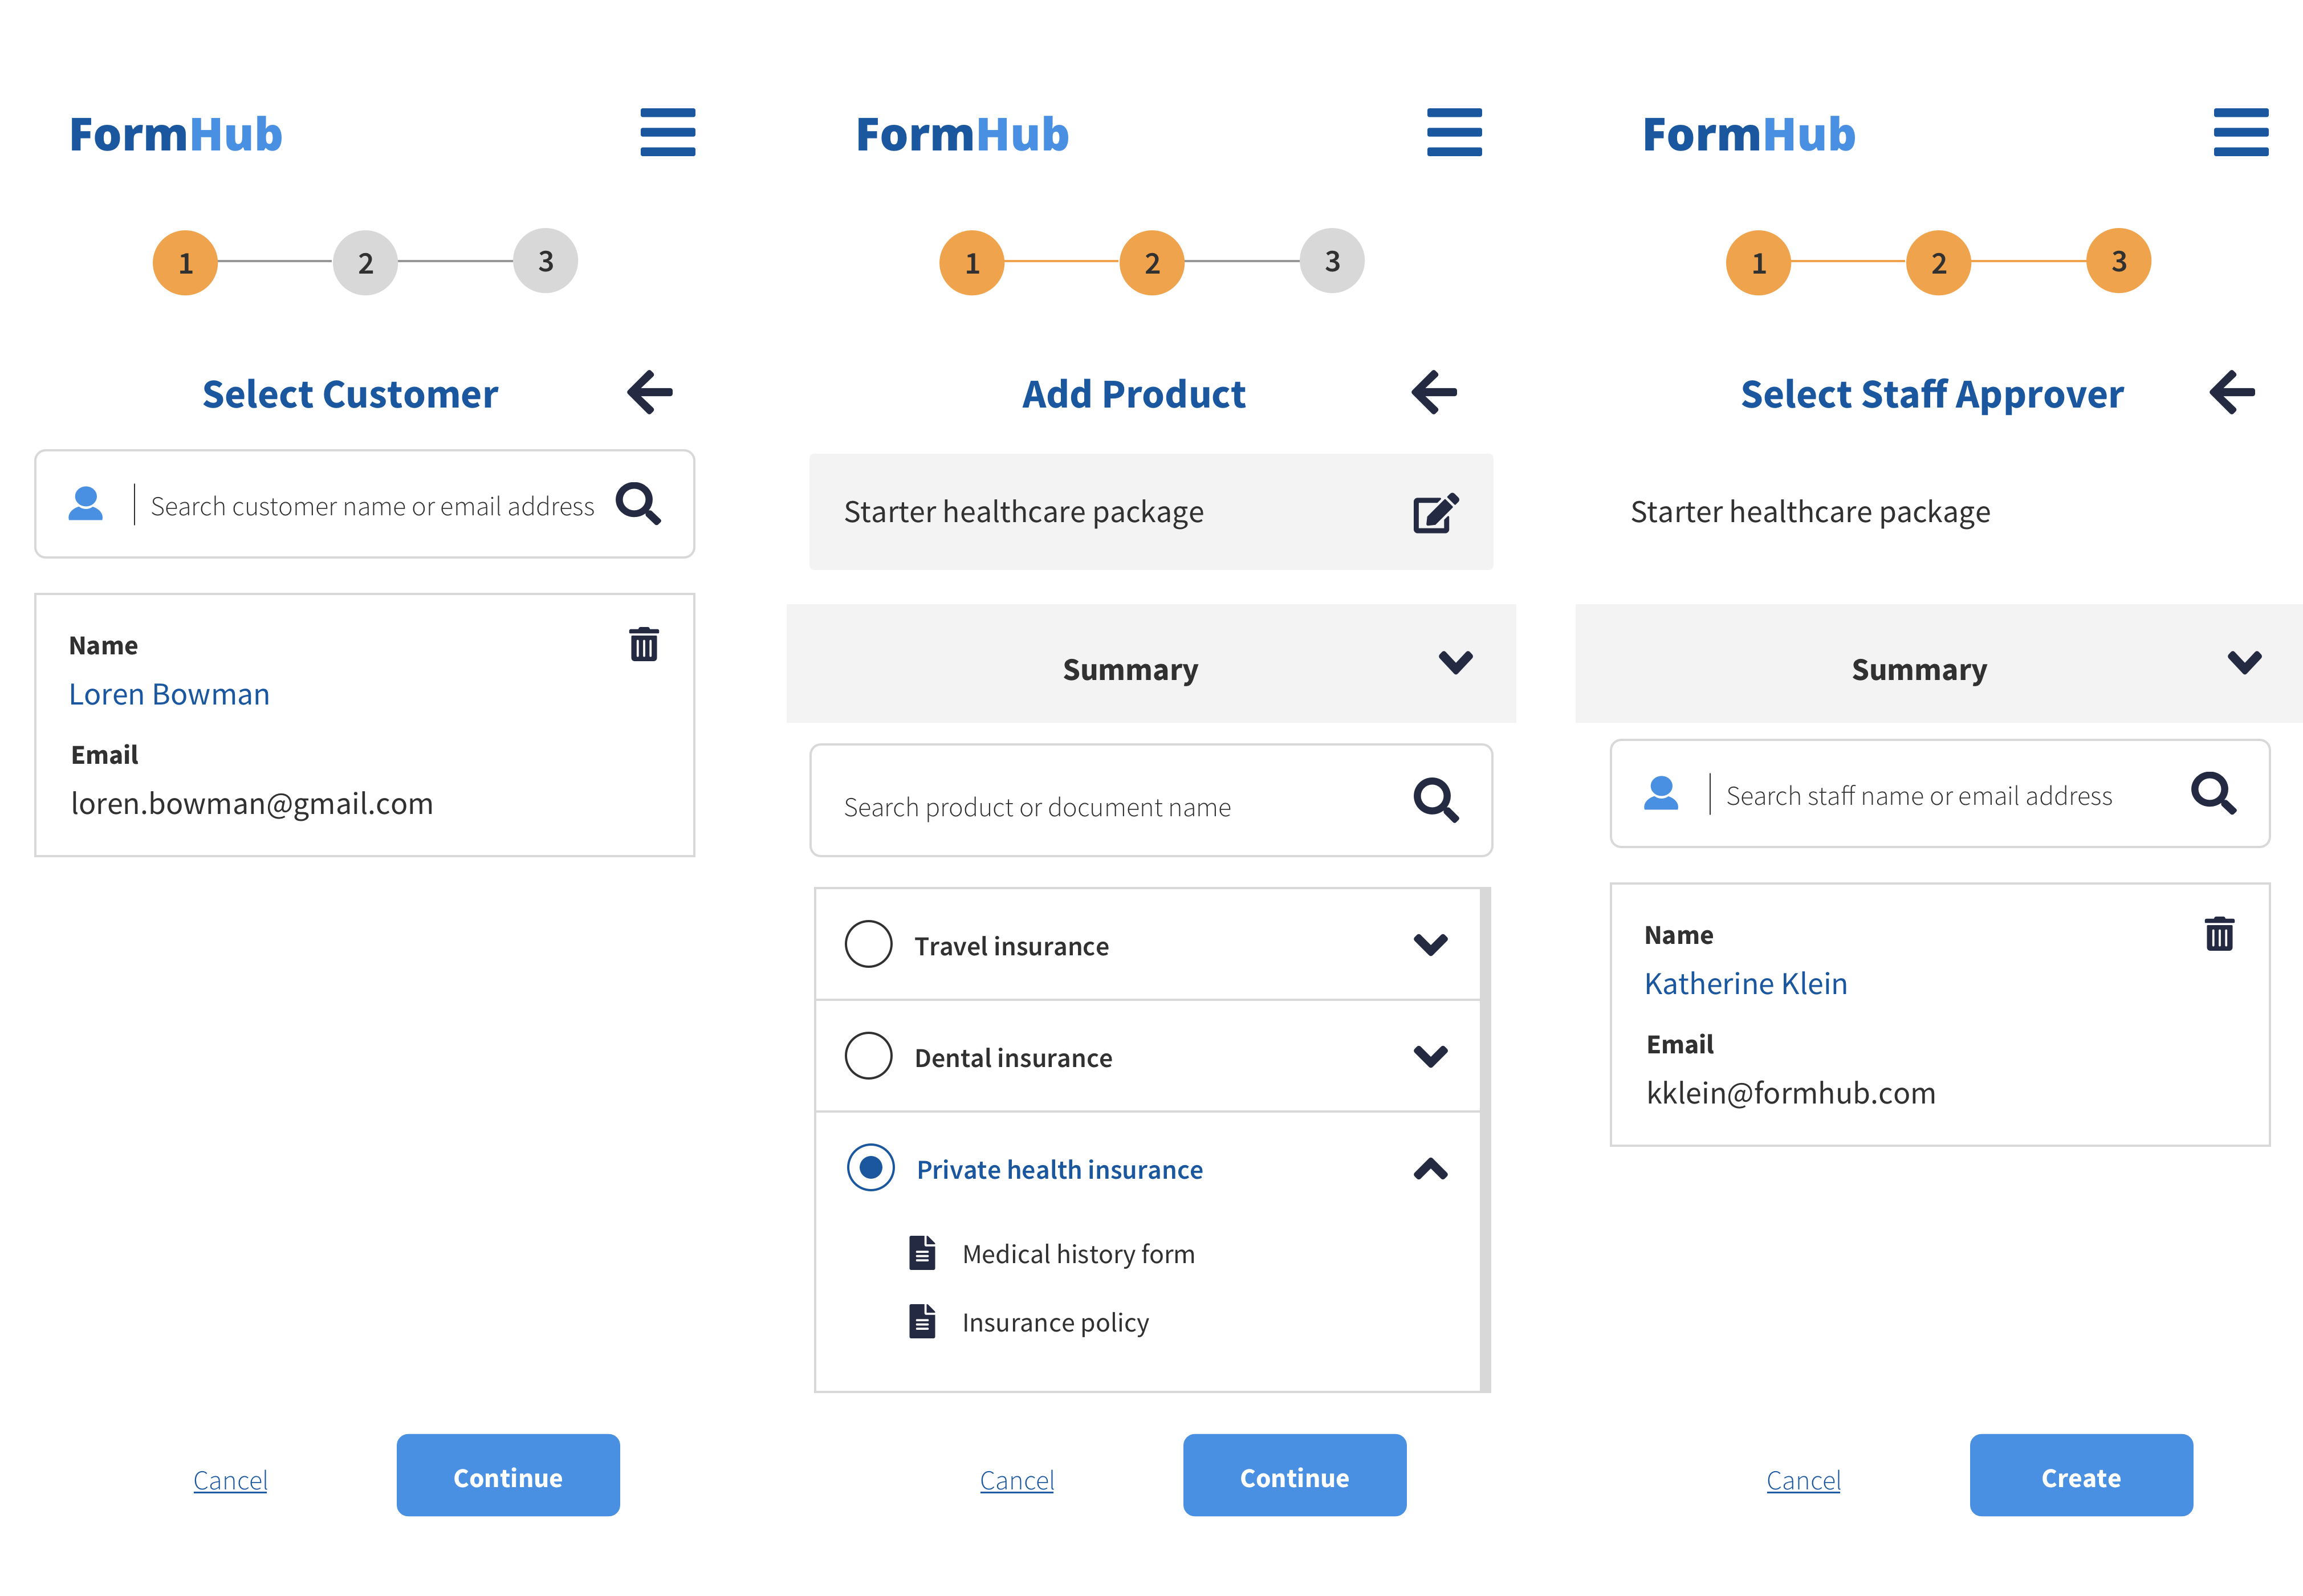 FormHub
1
2
3
Select Customer
Search customer name or email address
Name
Loren Bowman
Email
loren.bowman@gmail.com
Cancel
Continue
FormHub
1
2
3
Add Product
Starter healthcare package
Summary
Search product or document name
Travel insurance
Dental insurance
Private health insurance
Medical history form
Insurance policy
Cancel
Continue
FormHub
1
2
3
Select Staff Approver
Starter healthcare package
Summary
Search staff name or email address
Name
Katherine Klein
Email
kklein@formhub.com
Cancel
Create